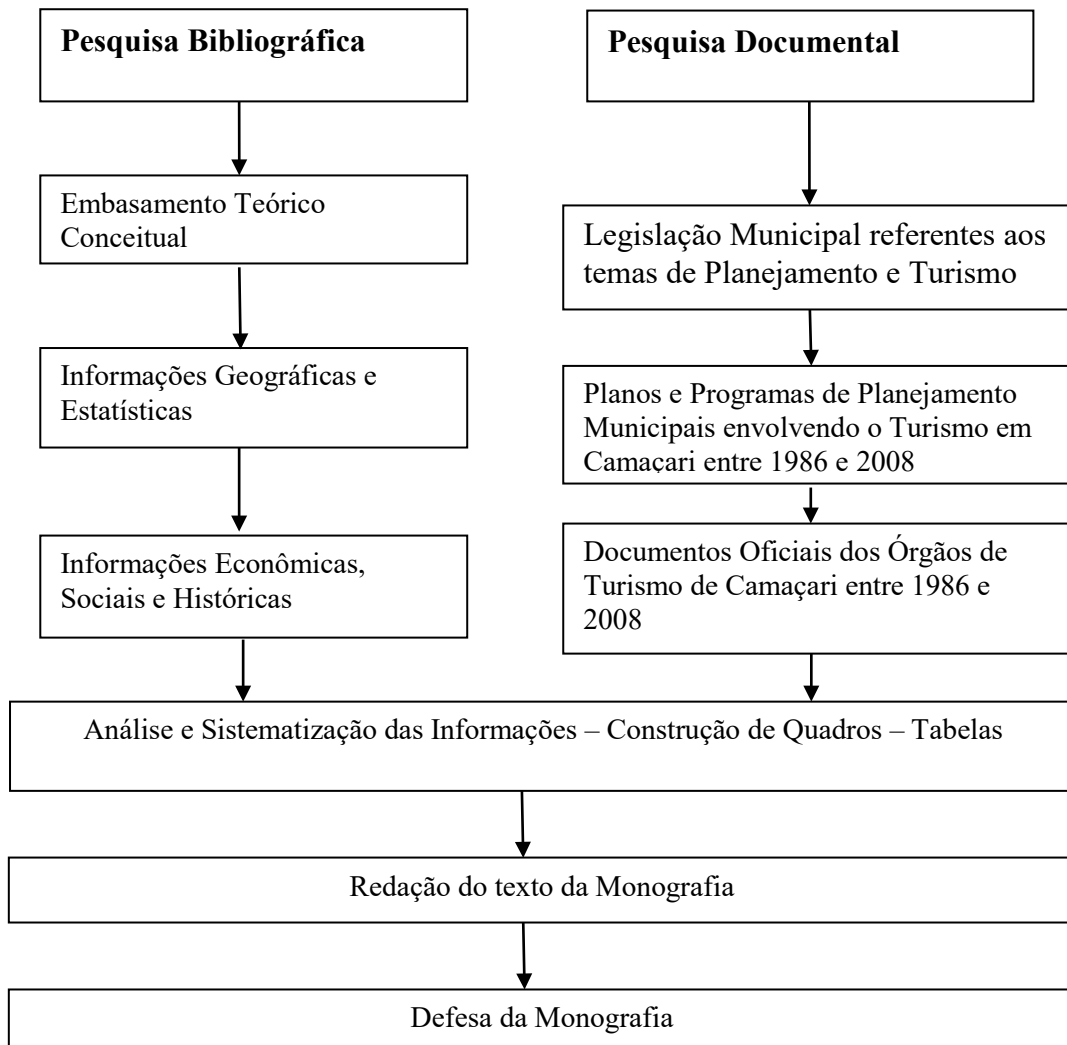 Pesquisa Bibliográfica
Embasamento Teórico
Conceitual
Informações Geográficas e
Estatísticas
Informações Econômicas,
Sociais e Históricas
Pesquisa Documental
Legislação Municipal referentes aos
temas de Planejamento e Turismo
Planos e Programas de Planejamento
Municipais envolvendo o Turismo em
Camaçari entre 1986 e 2008
Documentos Oficiais dos Órgãos de
Turismo de Camaçari entre 1986 e
2008
Análise e Sistematização das Informações – Construção de Quadros – Tabelas
Redação do texto da Monografia
Defesa da Monografia